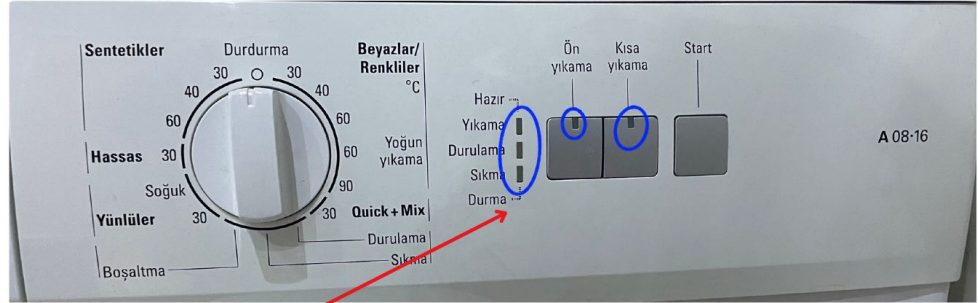 Sentetikler
Durdurma
Beyazlar/
Renkliler
°C
30
30
40
40
60
60
Hassas
30
60
Yoğun
yıkama
Soğuk
90
Yünlüler
30
30
Quick+Mix
Durulama
Sıkma
Boşaltma
Hazır
Yıkama
Durulama
Sıkma
Durma
Ön
yıkama
Kısa
yıkama
Start
A 08·16